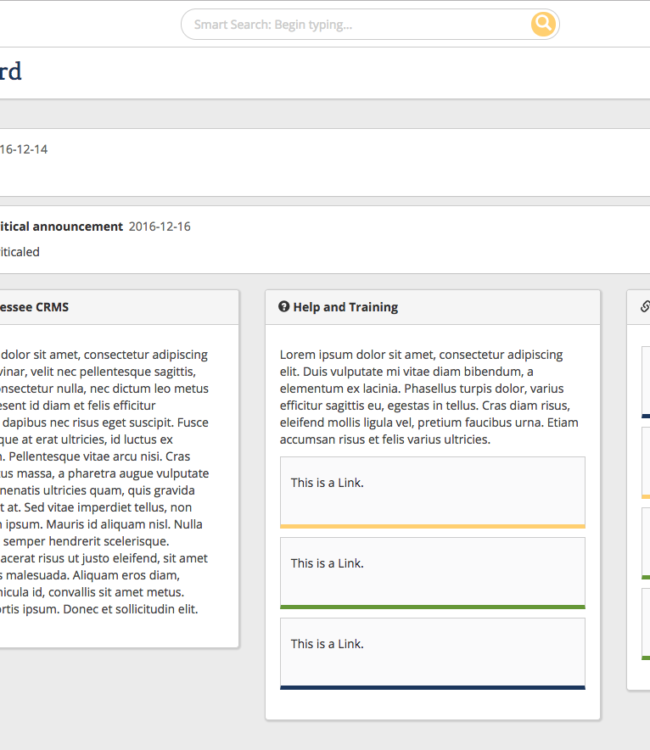 Smart Search: Begin typing...
rd
16-12-14
itical announcement 2016-12-16
iticaled
essee CRMS
dolor sit amet, consectetur adipiscing
vinar, velit nec pellentesque sagittis,
nsectetur nulla, nec dictum leo metus
esent id diam et felis efficitur
dapibus nec risus eget suscipit. Fusce
que at erat ultricies, id luctus ex
. Pellentesque vitae arcu nisi. Cras
us massa, a pharetra augue vulputate
nenatis ultricies quam, quis gravida
t at. Sed vitae imperdiet tellus, non
ipsum. Mauris id aliquam nisl. Nulla
semper hendrerit scelerisque.
acerat risus ut justo eleifend, sit amet
s malesuada. Aliquam eros diam,
hicula id, convallis sit amet metus.
rtis ipsum. Donec et sollicitudin elit.
Help and Training
Lorem ipsum dolor sit amet, consectetur adipiscing
elit. Duis vulputate mi vitae diam bibendum, a
elementum ex lacinia. Phasellus turpis dolor, varius
efficitur sagittis eu, egestas in tellus. Cras diam risus,
eleifend mollis ligula vel, pretium faucibus urna. Etiam
accumsan risus et felis varius ultricies.
This is a Link.
This is a Link.
This is a Link.